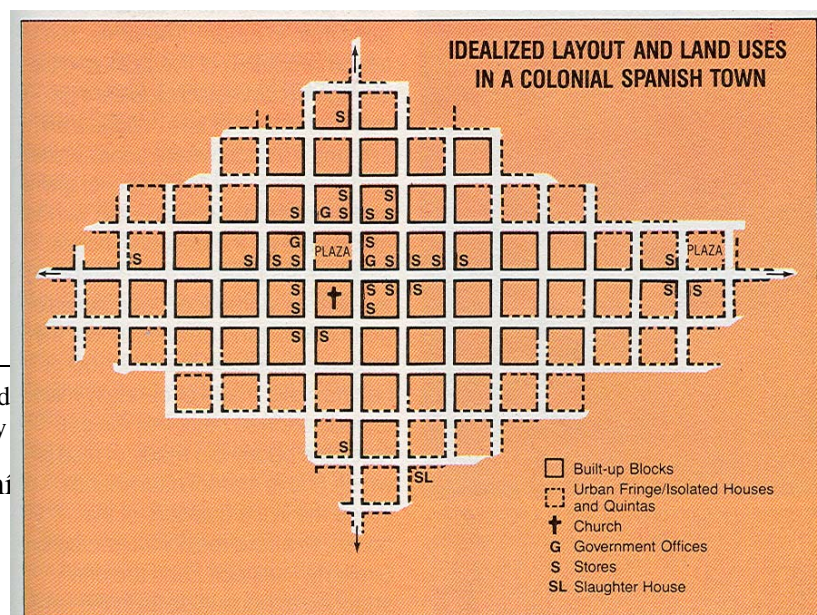 IDEALIZED LAYOUT AND LAND USES
IN A COLONIAL SPANISH TOWN
S
S S
S G S S S
G S
S S S S PLAZA G S S S S S PLAZA
S S S S S S
S S
S S
S
SL
Built-up Blocks
Urban Fringe/Isolated Houses
and Quintas
Church
G Government Offices
S Stores
SL Slaughter House
d
y
ní